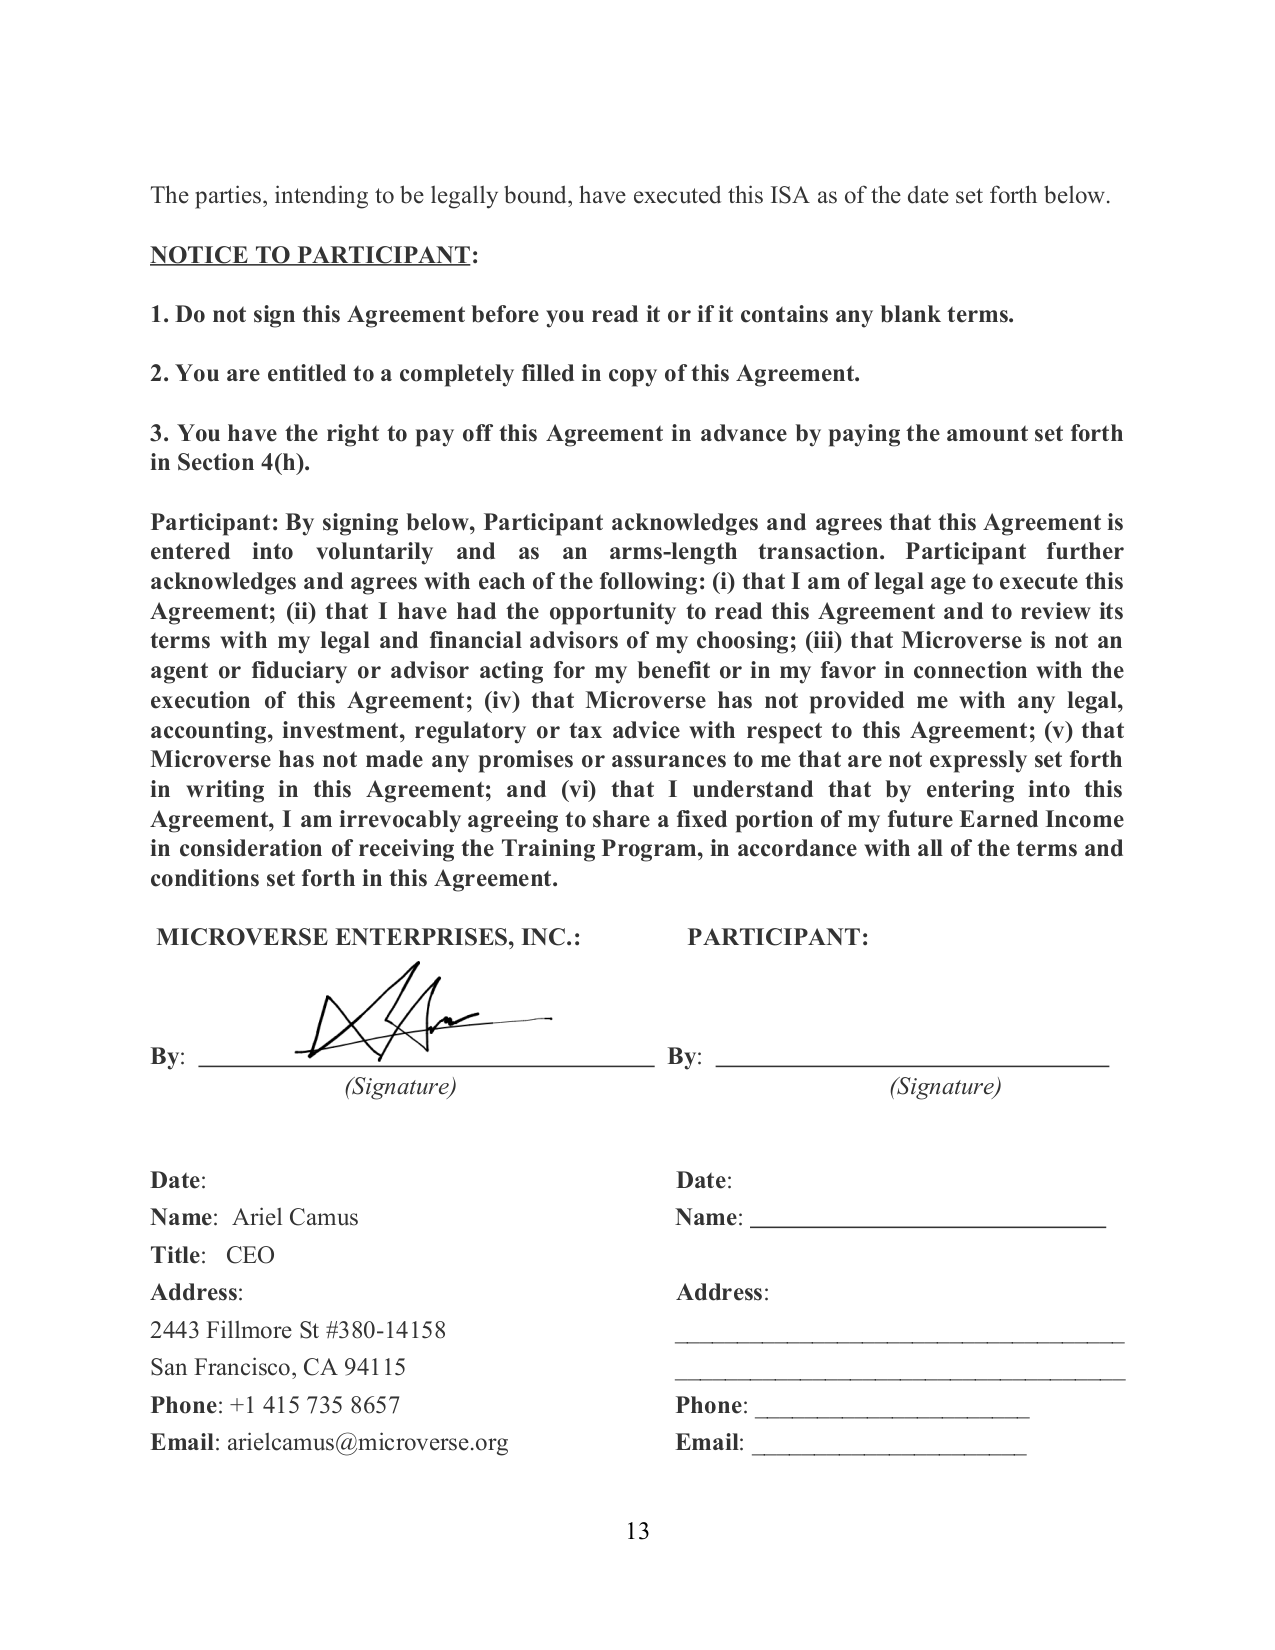 The parties, intending to be legally bound, have executed this ISA as of the date set forth below.
NOTICE TO PARTICIPANT:
1. Do not sign this Agreement before you read it or if it contains any blank terms.
2. You are entitled to a completely filled in copy of this Agreement.
3. You have the right to pay off this Agreement in advance by paying the amount set forth
in Section 4(h).
Participant: By signing below, Participant acknowledges and agrees that this Agreement is
entered into voluntarily and as an arms-length transaction. Participant further
acknowledges and agrees with each of the following: (i) that I am of legal age to execute this
Agreement; (ii) that I have had the opportunity to read this Agreement and to review its
terms with my legal and financial advisors of my choosing; (iii) that Microverse is not an
agent or fiduciary or advisor acting for my benefit or in my favor in connection with the
execution of this Agreement; (iv) that Microverse has not provided me with any legal,
accounting, investment, regulatory or tax advice with respect to this Agreement; (v) that
Microverse has not made any promises or assurances to me that are not expressly set forth
in writing in this Agreement; and (vi) that I understand that by entering into this
Agreement, I am irrevocably agreeing to share a fixed portion of my future Earned Income
in consideration of receiving the Training Program, in accordance with all of the terms and
conditions set forth in this Agreement.
MICROVERSE ENTERPRISES, INC.: PARTICIPANT:
By: By:
(Signature) (Signature)
Date: Date:
Name: Ariel Camus Name:
Title: CEO
Address: Address:
2443 Fillmore St #380-14158
San Francisco, CA 94115
Phone: +1 415 735 8657 Phone:
Email: arielcamus@microverse.org Email:
13